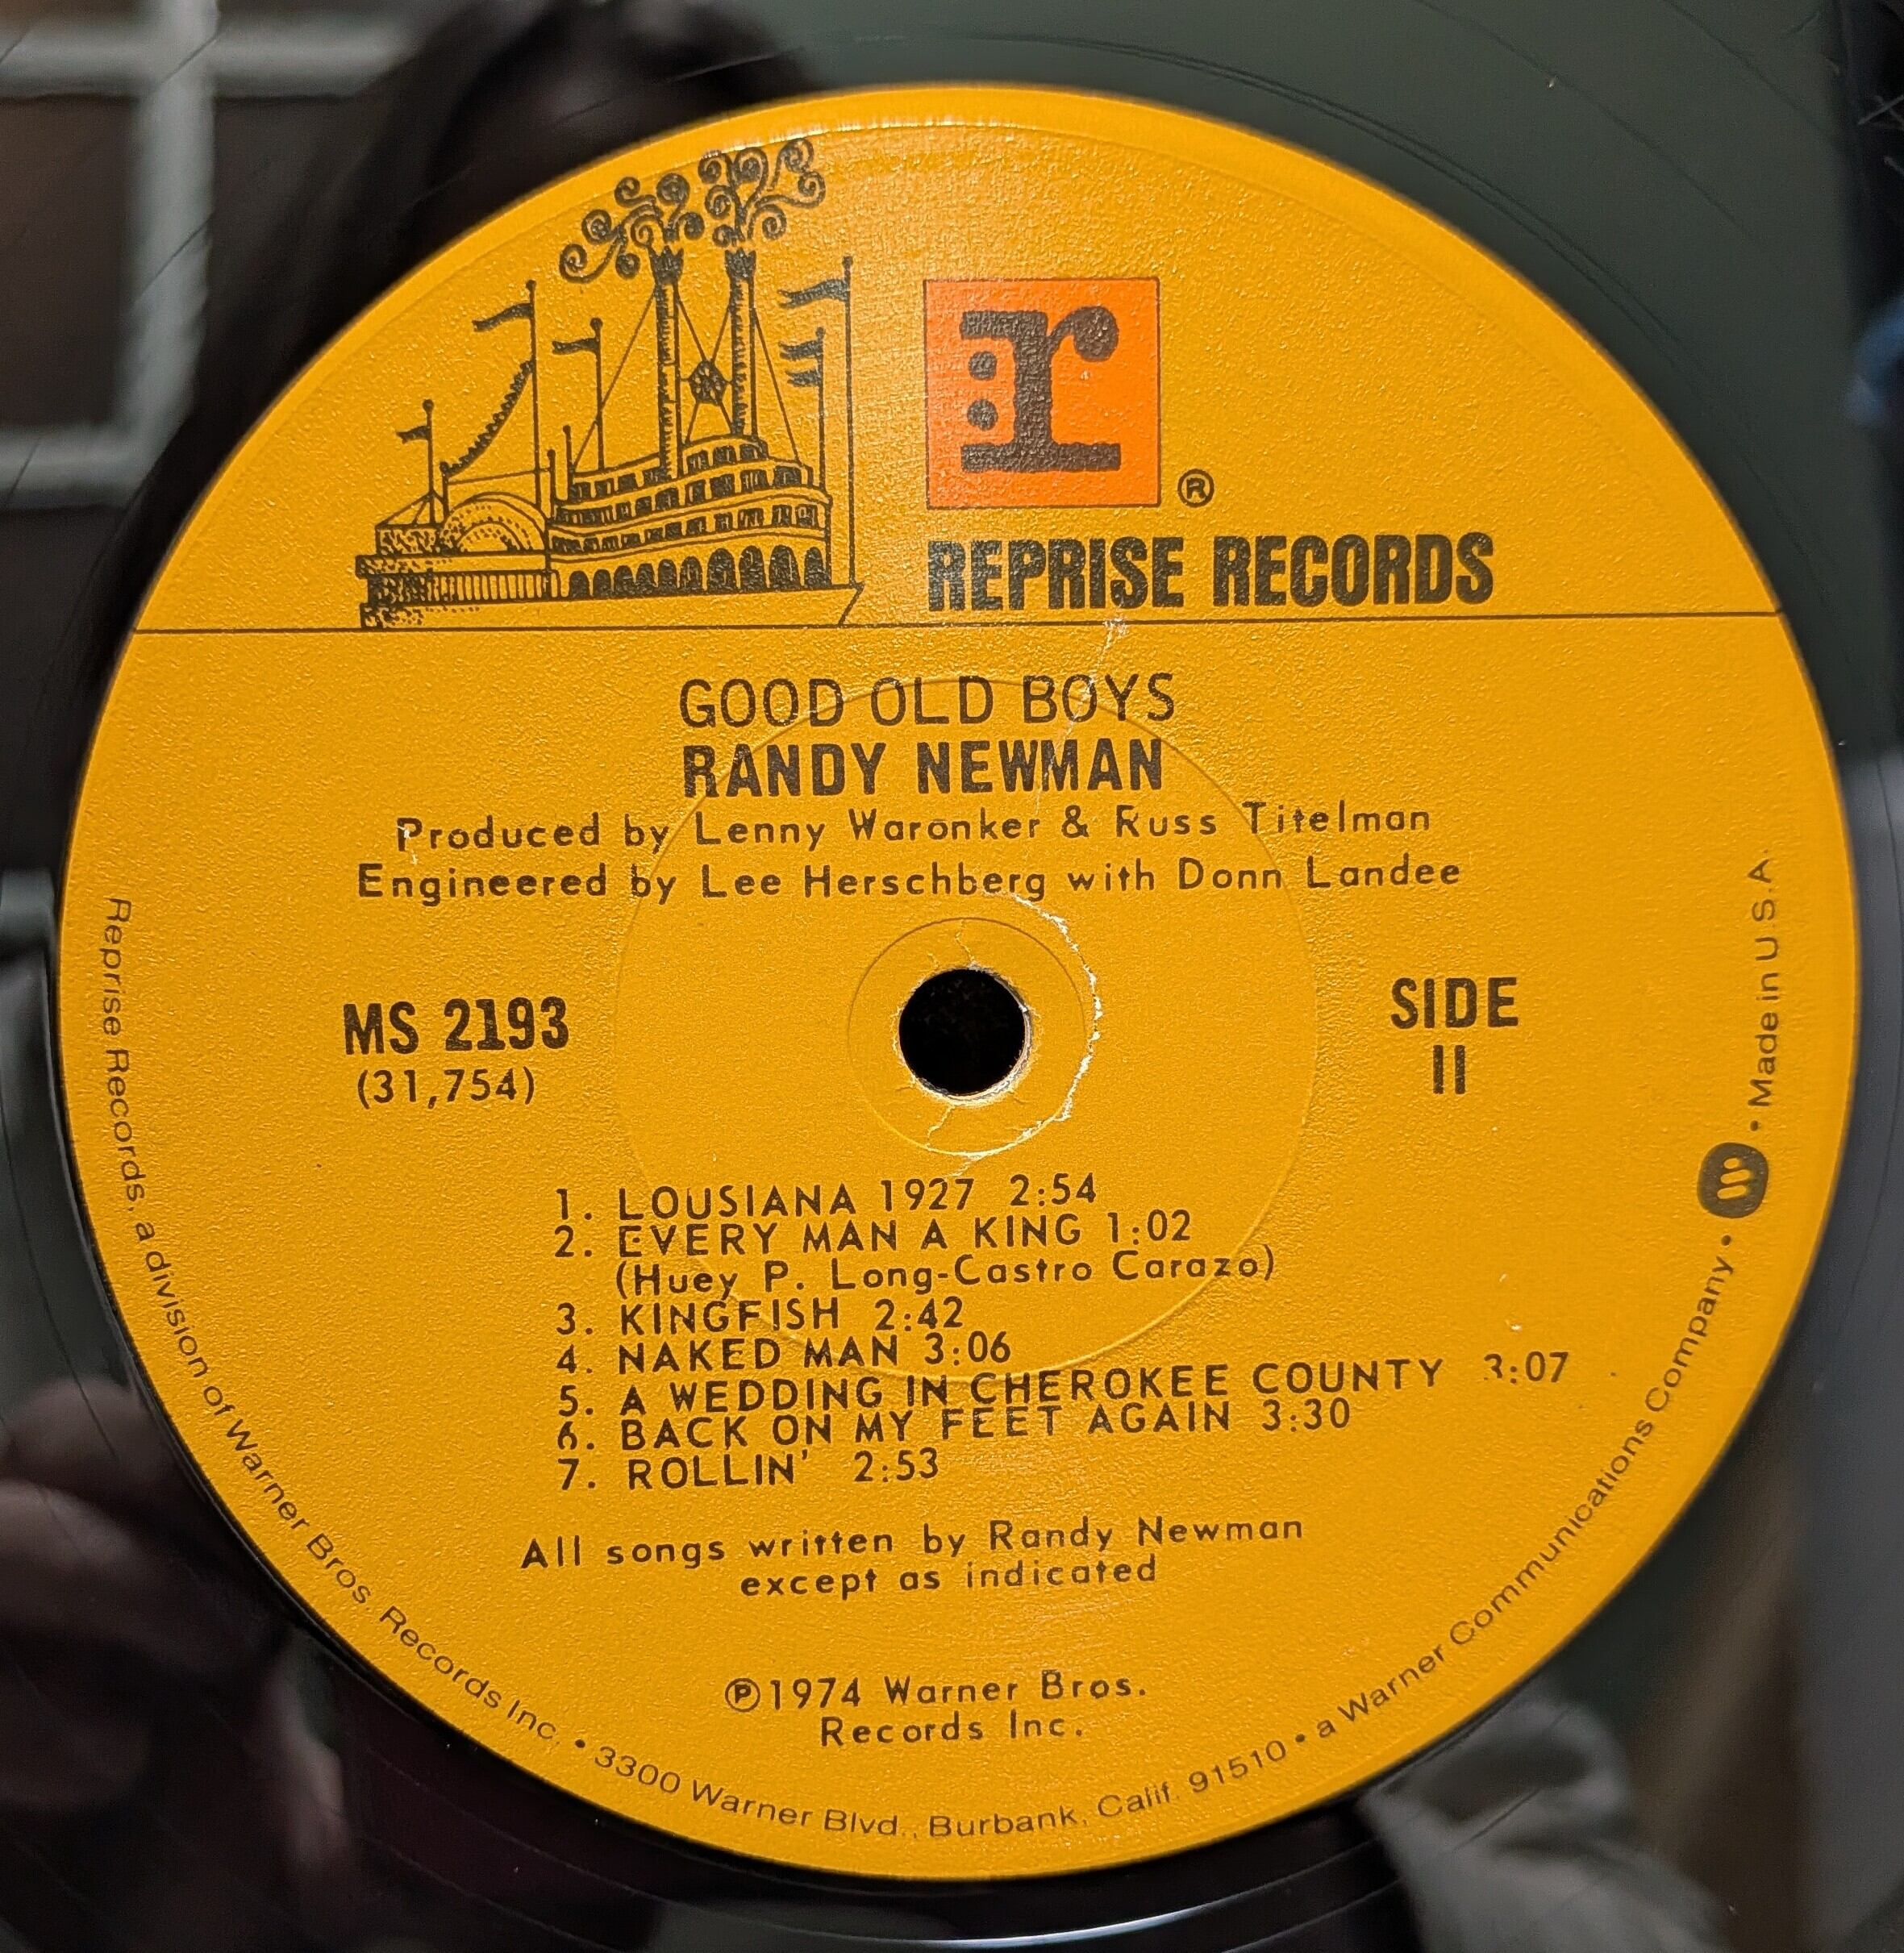 r
®
REPRISE RECORDS
GOOD OLD BOYS
RANDY NEWMAN
Produced by Lenny Waronker & Russ Titelman
Engineered by Lee Herschberg with Donn Landee
MS 2193
(31,754)
SIDE
II
1. LOUSIANA 1927 2:54
2. EVERY MAN A KING 1:02
(Huey P. Long-Castro Carazo)
3. KINGFISH 2:42
4. NAKED MAN 3:06
5. A WEDDING IN CHEROKEE COUNTY 3:07
6. BACK ON MY FEET AGAIN 3:30
7. ROLLIN' 2:53
All songs written by Randy Newman
except as indicated
℗1974 Warner Bros.
Records Inc.
Reprise Records, a division of Warner Bros. Records Inc. • 3300 Warner Blvd., Burbank, Calif. 91510 • a Warner Communications Company • W • Made in U.S.A.